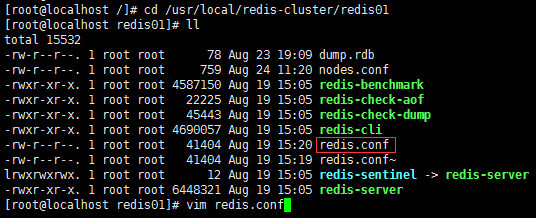 [root@localhost /]# cd /usr/local/redis-cluster/redis01
[root@localhost redis01]# ll
total 15532
-rw-r--r--. 1 root root 78 Aug 23 19:09 dump.rdb
-rw-r--r--. 1 root root 759 Aug 24 11:20 nodes.conf
-rwxr-xr-x. 1 root root 4587150 Aug 19 15:05 redis-benchmark
-rwxr-xr-x. 1 root root 22225 Aug 19 15:05 redis-check-aof
-rwxr-xr-x. 1 root root 45443 Aug 19 15:05 redis-check-dump
-rwxr-xr-x. 1 root root 4690057 Aug 19 15:05 redis-cli
-rw-r--r--. 1 root root 41404 Aug 19 15:20 redis.conf
-rw-r--r--. 1 root root 41404 Aug 19 15:19 redis.conf~
lrwxrwxrwx. 1 root root 12 Aug 19 15:05 redis-sentinel -> redis-server
-rwxr-xr-x. 1 root root 6448321 Aug 19 15:05 redis-server
[root@localhost redis01]# vim redis.conf